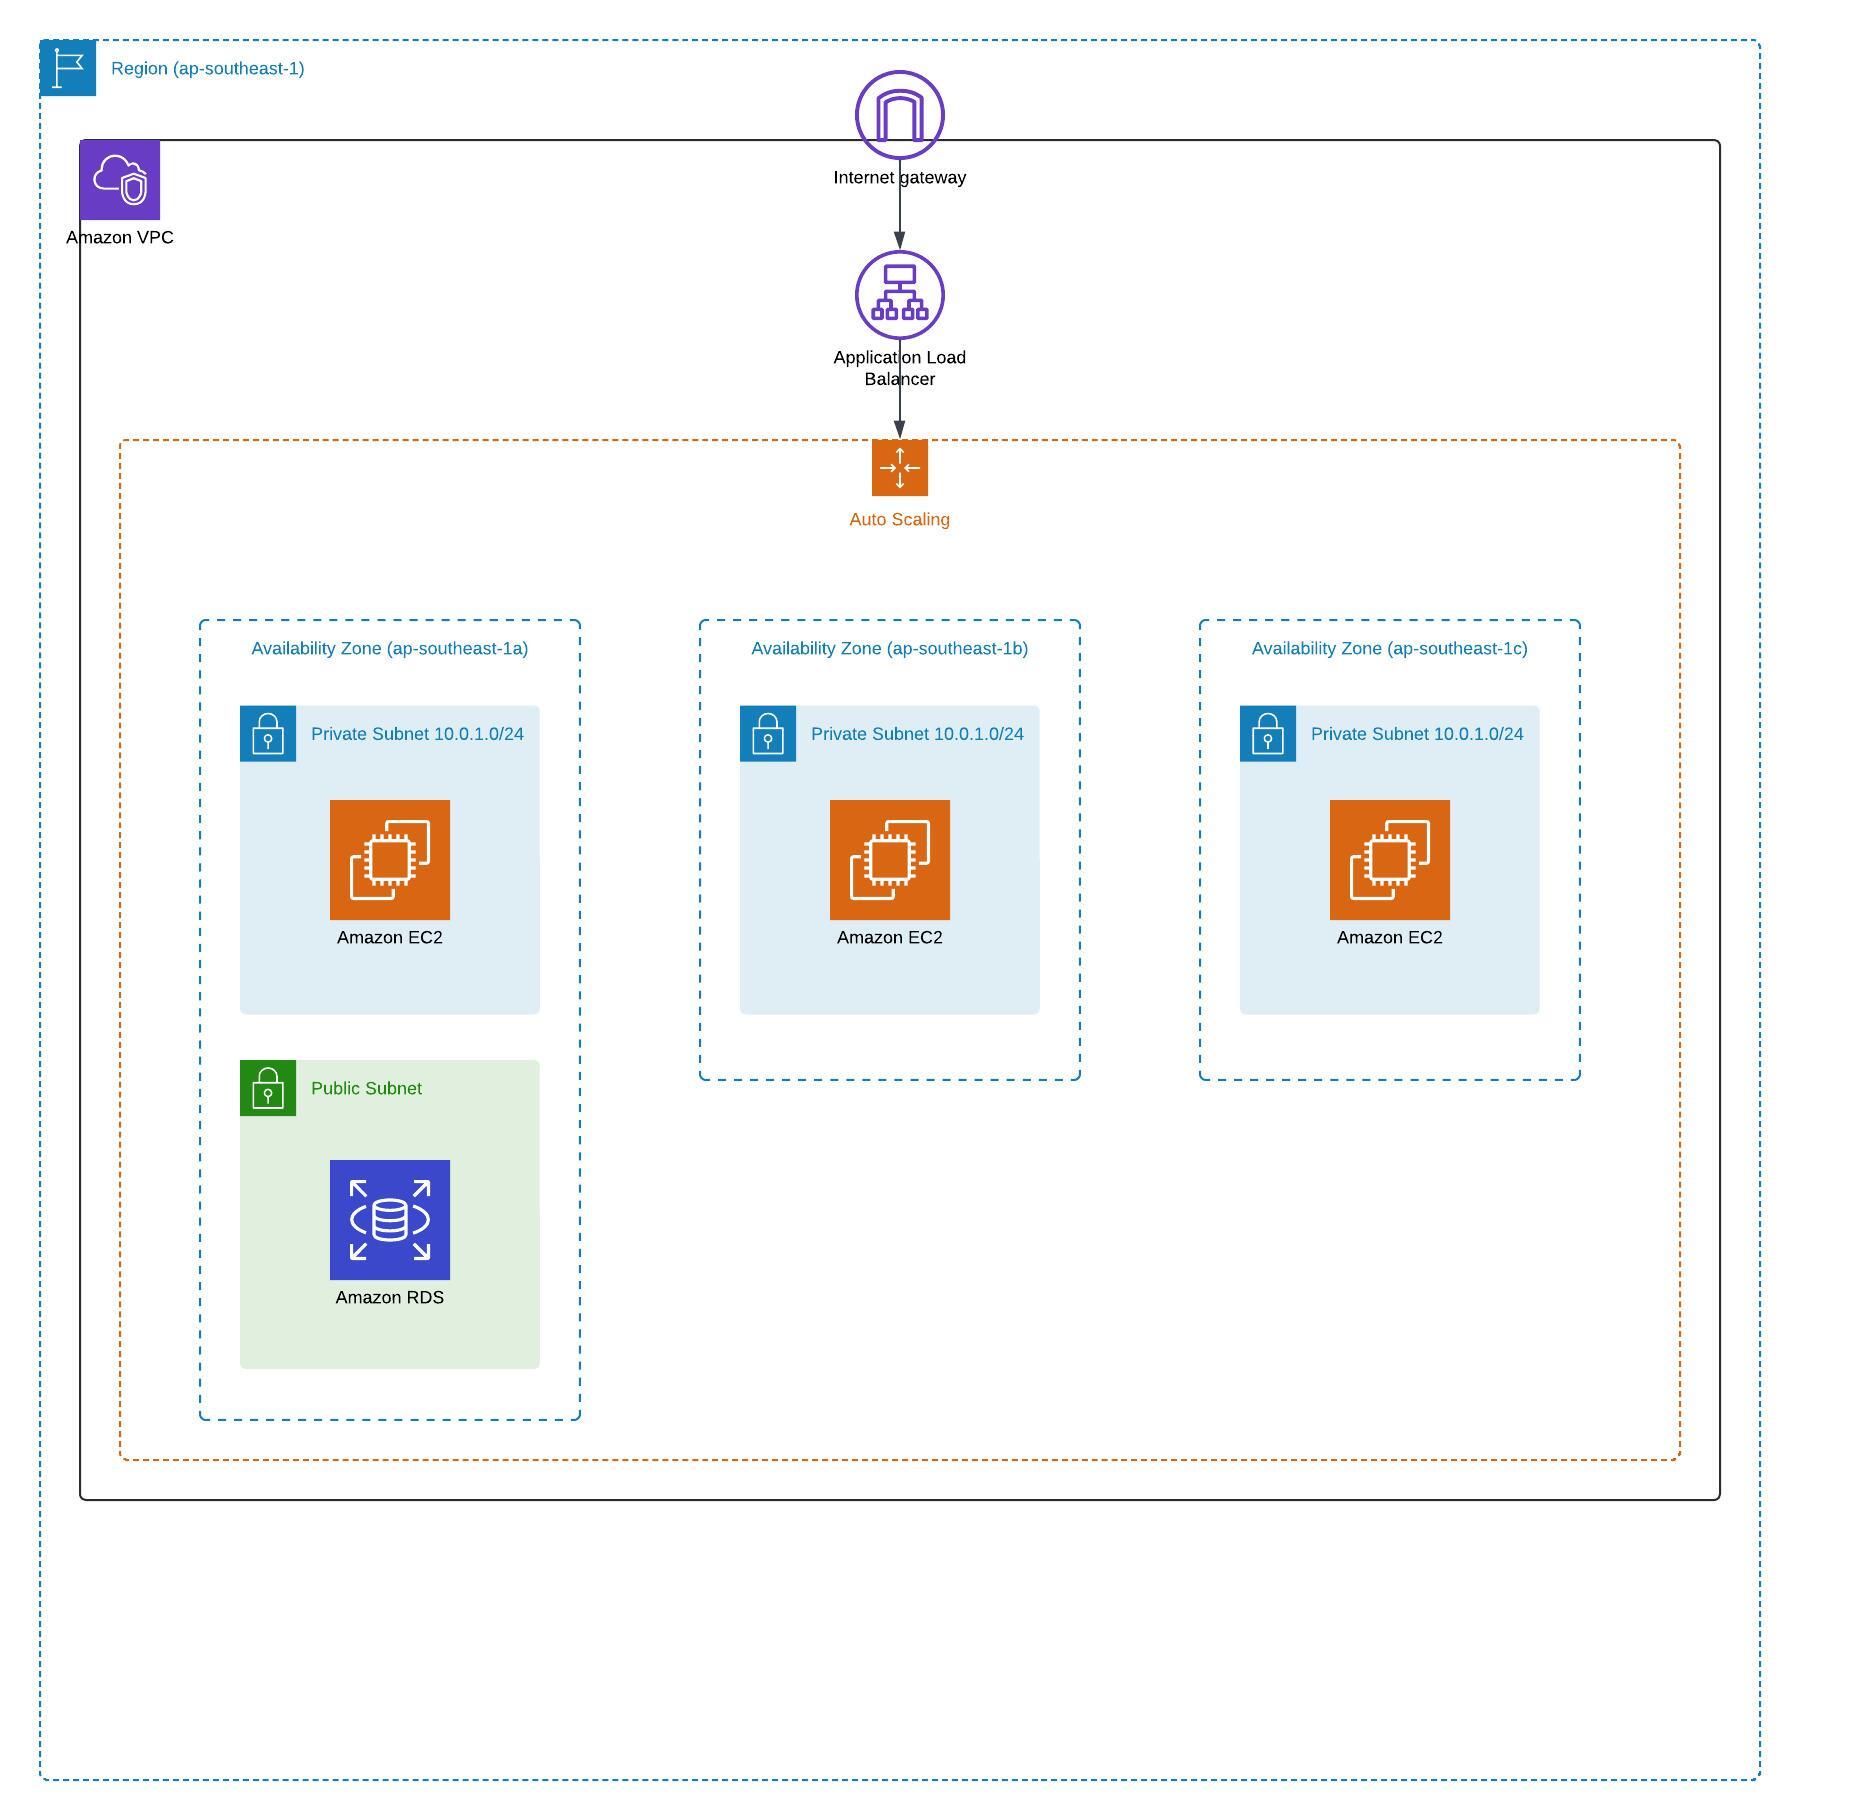 Region (ap-southeast-1)
Internet gateway
Amazon VPC
Application Load
Balancer
Auto Scaling
Availability Zone (ap-southeast-1a)
Availability Zone (ap-southeast-1b)
Availability Zone (ap-southeast-1c)
Private Subnet 10.0.1.0/24
Private Subnet 10.0.1.0/24
Private Subnet 10.0.1.0/24
Amazon EC2
Amazon EC2
Amazon EC2
Public Subnet
Amazon RDS